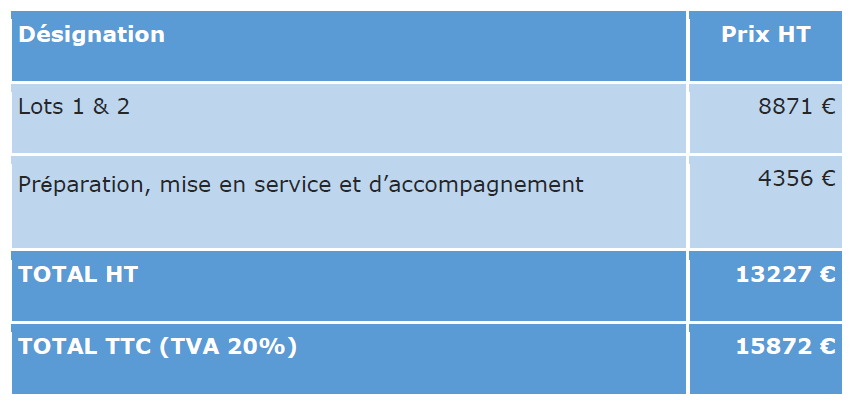 Désignation Prix HT
Lots 1 & 2 8871 €
Préparation, mise en service et d’accompagnement 4356 €
TOTAL HT 13227 €
TOTAL TTC (TVA 20%) 15872 €